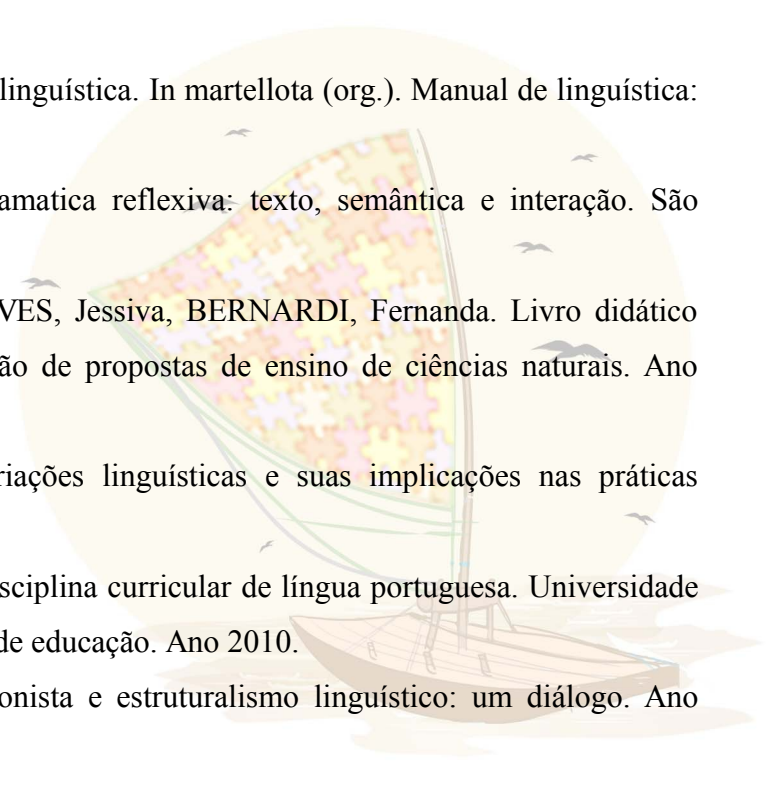 linguística. In martellota (org.). Manual de linguística:
amatica reflexiva: texto, semântica e interação. São
VES, Jessiva, BERNARDI, Fernanda. Livro didático
ão de propostas de ensino de ciências naturais. Ano
riações linguísticas e suas implicações nas práticas
sciplina curricular de língua portuguesa. Universidade
de educação. Ano 2010.
onista e estruturalismo linguístico: um diálogo. Ano